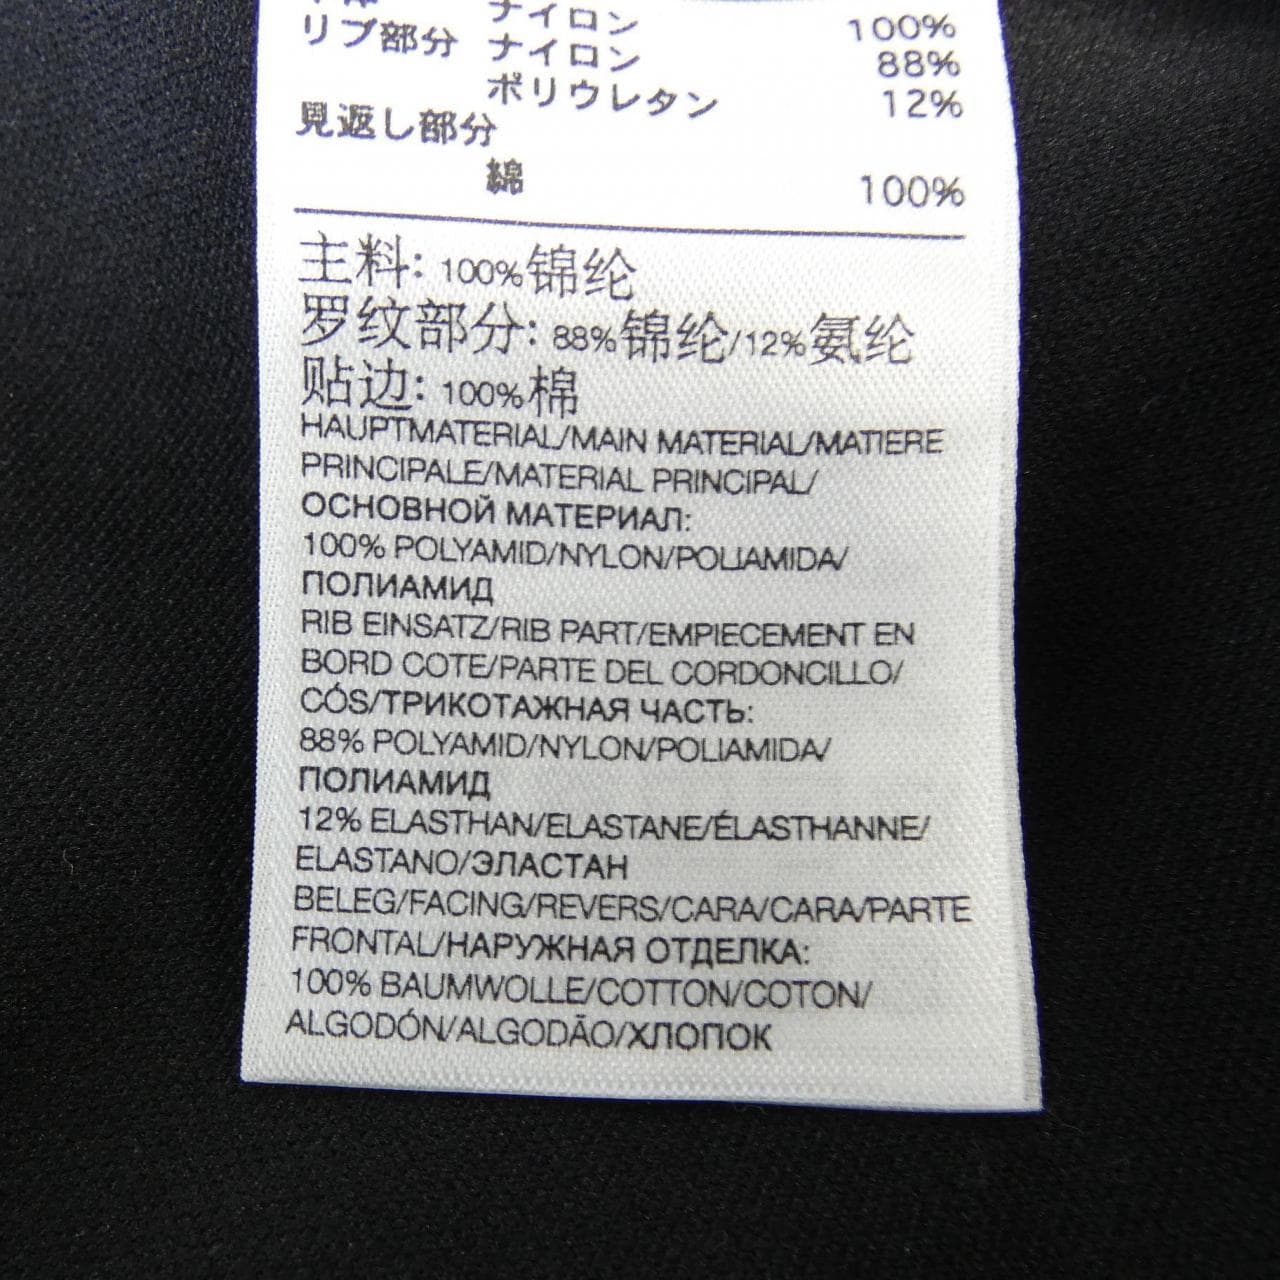 ナイロン 100%
リブ部分 ナイロン 88%
ポリウレタン 12%
見返し部分
綿 100%
主料: 100%锦纶
罗纹部分: 88%锦纶/12%氨纶
贴边: 100%棉
HAUPTMATERIAL/MAIN MATERIAL/MATIERE
PRINCIPALE/MATERIAL PRINCIPAL/
ОСНОВНОЙ МАТЕРИАЛ:
100% POLYAMID/NYLON/POLIAMIDA/
ПОЛИАМИД
RIB EINSATZ/RIB PART/EMPIECEMENT EN
BORD COTE/PARTE DEL CORDONCILLO/
CÓS/ТРИКОТАЖНАЯ ЧАСТЬ:
88% POLYAMID/NYLON/POLIAMIDA/
ПОЛИАМИД
12% ELASTHAN/ELASTANE/ÉLASTHANNE/
ELASTANO/ЭЛАСТАН
BELEG/FACING/REVERS/CARA/CARA/PARTE
FRONTAL/НАРУЖНАЯ ОТДЕЛКА:
100% BAUMWOLLE/COTTON/COTON/
ALGODÓN/ALGODÃO/ХЛОПОК